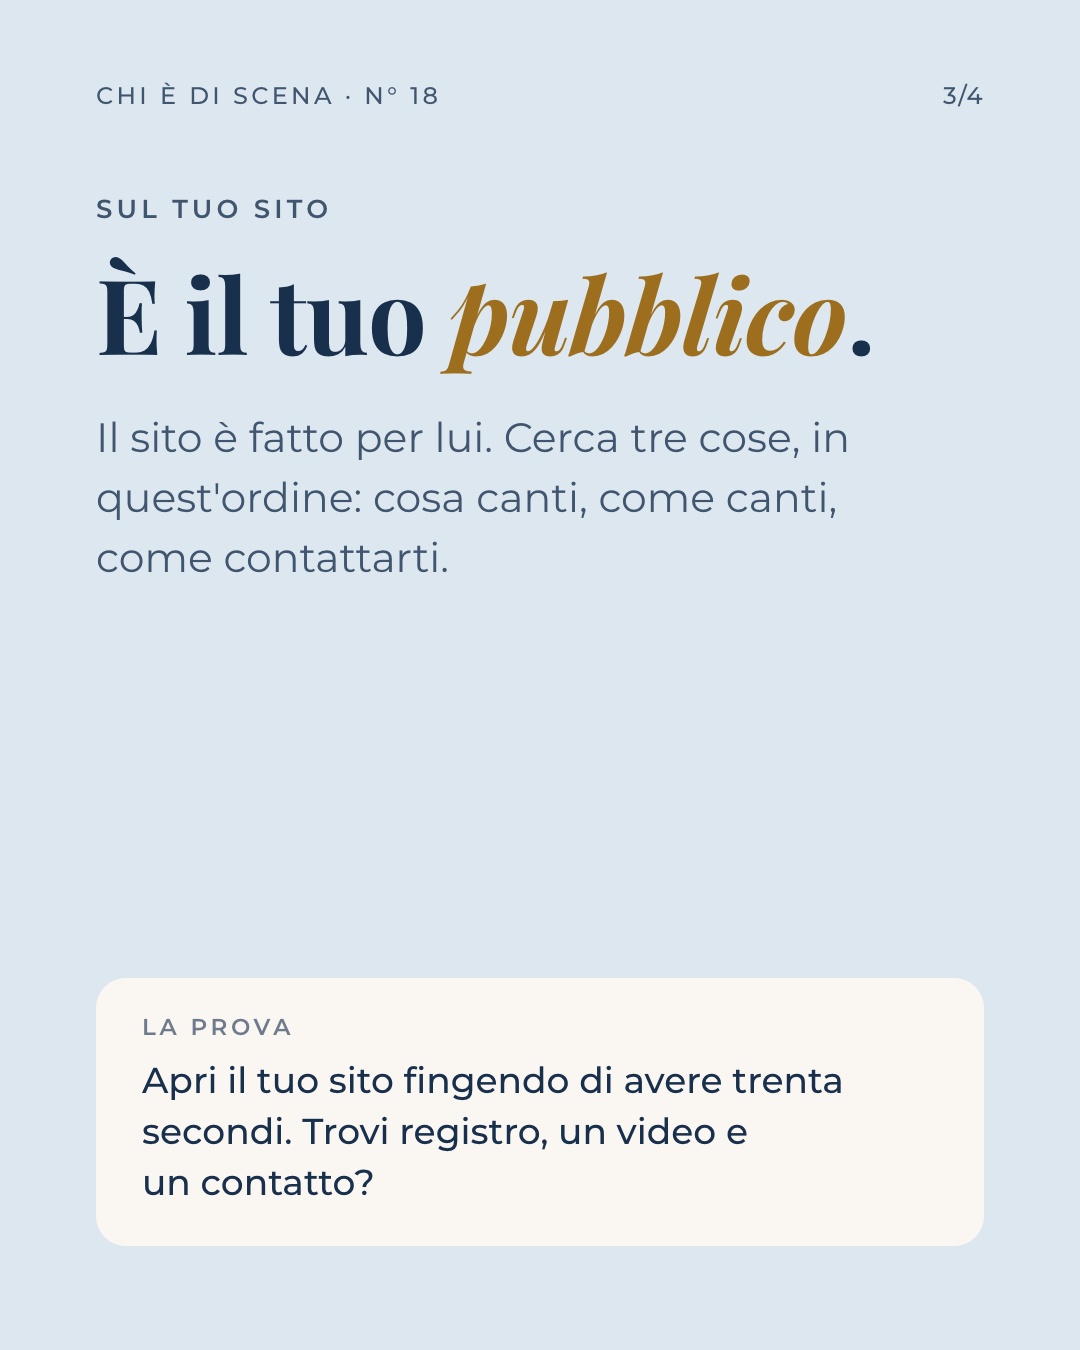 CHI È DI SCENA · N° 18
3/4
SUL TUO SITO
È il tuo pubblico.
Il sito è fatto per lui. Cerca tre cose, in
quest'ordine: cosa canti, come canti,
come contattarti.
LA PROVA
Apri il tuo sito fingendo di avere trenta
secondi. Trovi registro, un video e
un contatto?